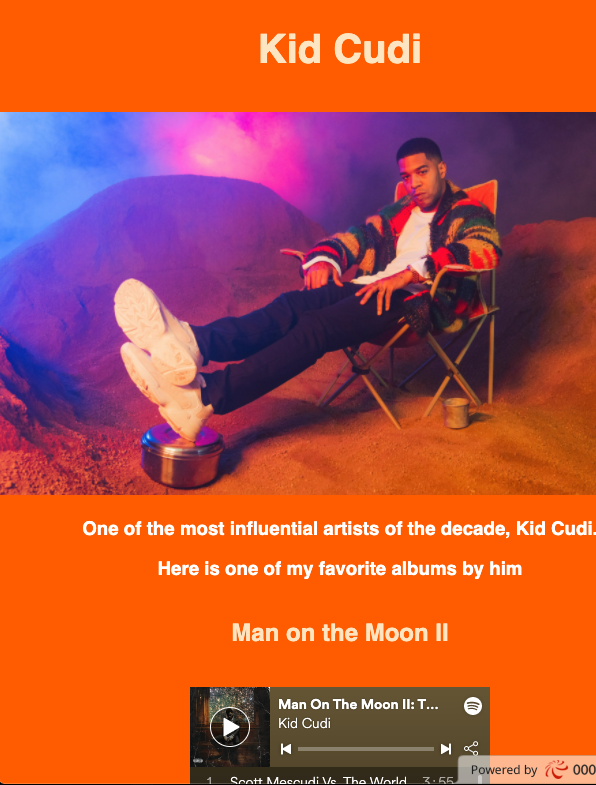 Kid Cudi
One of the most influential artists of the decade, Kid Cudi.
Here is one of my favorite albums by him
Man on the Moon II
Man On The Moon II: T...
Kid Cudi
1 Scott Mescudi Vs. The World 3:55
Powered by 000